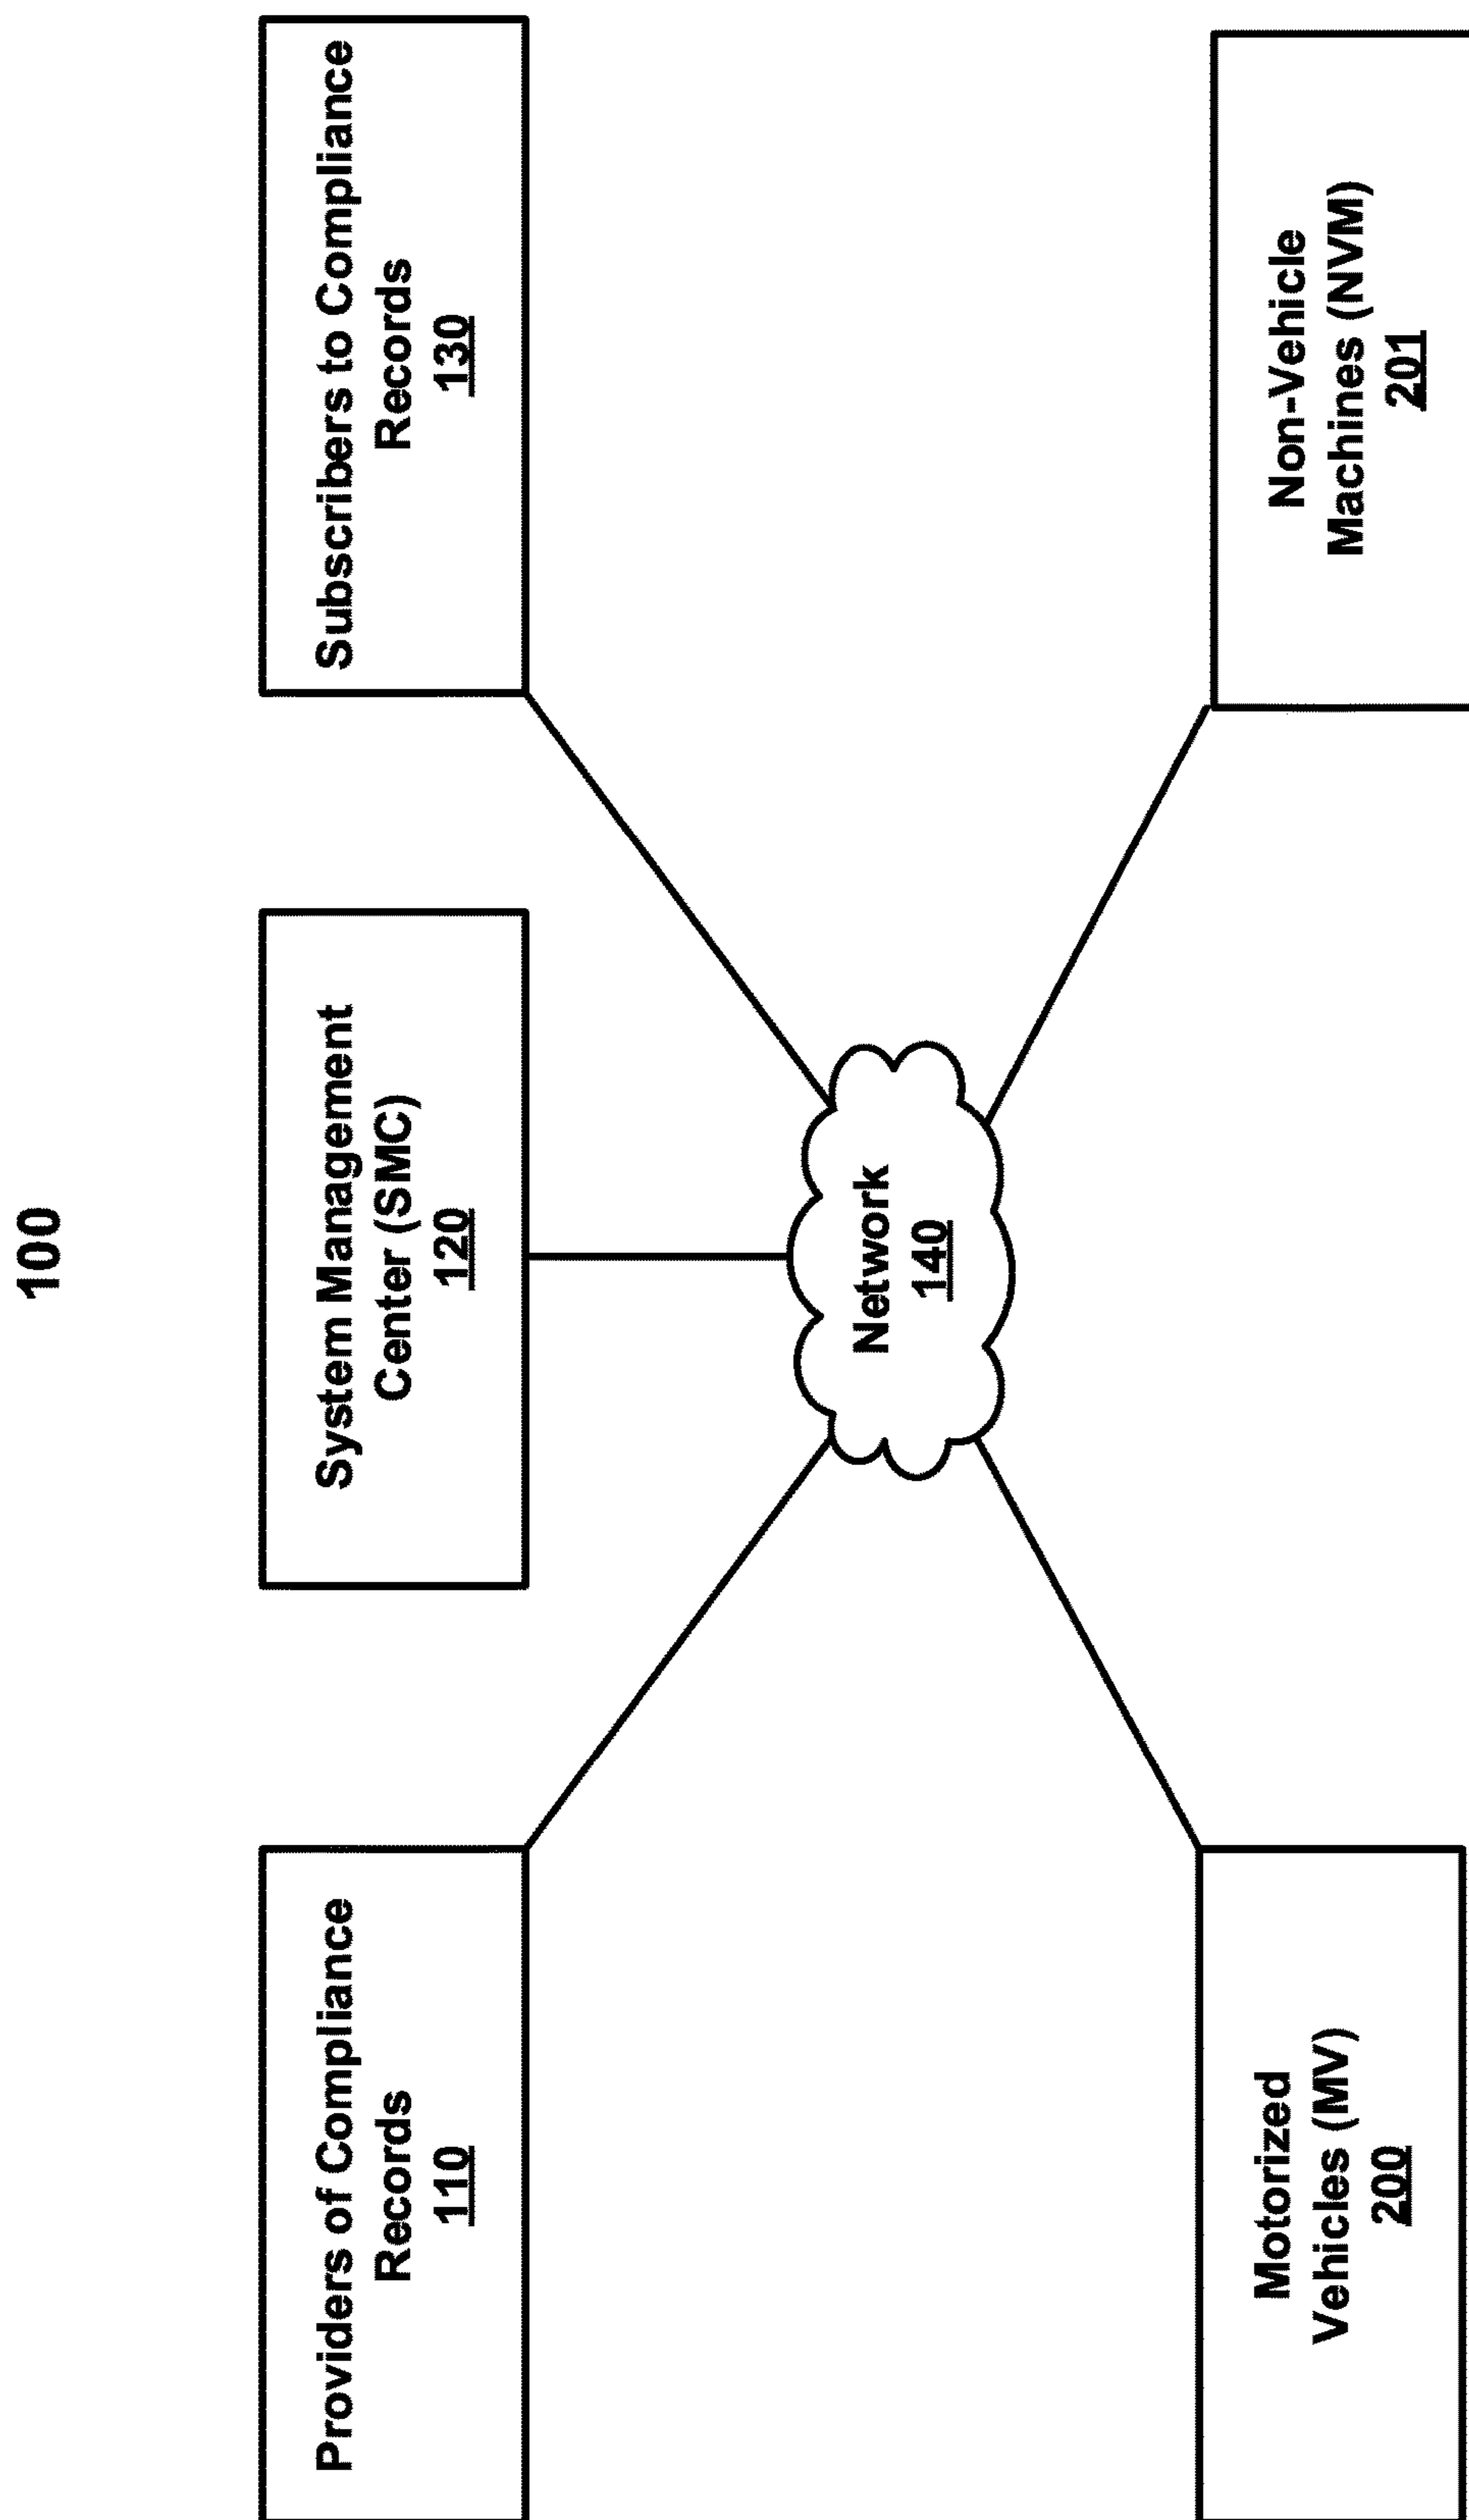 100
Providers of Compliance
Records
110
System Management
Center (SMC)
120
Subscribers to Compliance
Records
130
Network
140
Motorized
Vehicles (MV)
200
Non-Vehicle
Machines (NVM)
201